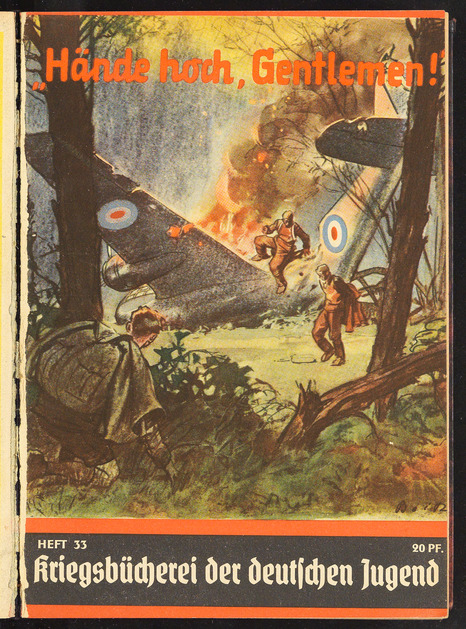 „Hände hoch, Gentlemen!“
HEFT 33
20 PF.
Kriegsbücherei der deutschen Jugend